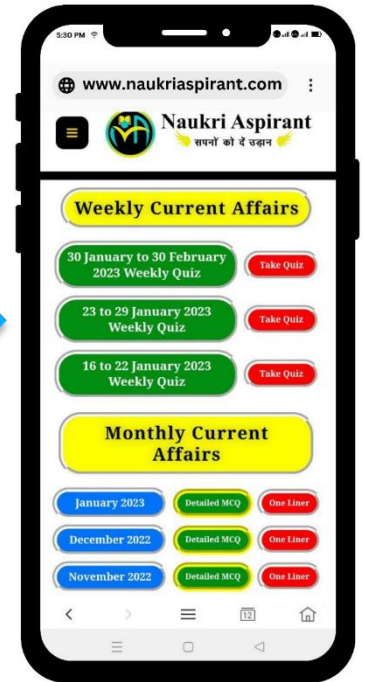 5:30 PM
www.naukriaspirant.com
Naukri Aspirant
सपनों को दें उड़ान
Weekly Current Affairs
30 January to 30 February
2023 Weekly Quiz
Take Quiz
23 to 29 January 2023
Weekly Quiz
Take Quiz
16 to 22 January 2023
Weekly Quiz
Take Quiz
Monthly Current
Affairs
January 2023
Detailed MCQ
One Liner
December 2022
Detailed MCQ
One Liner
November 2022
Detailed MCQ
One Liner
12